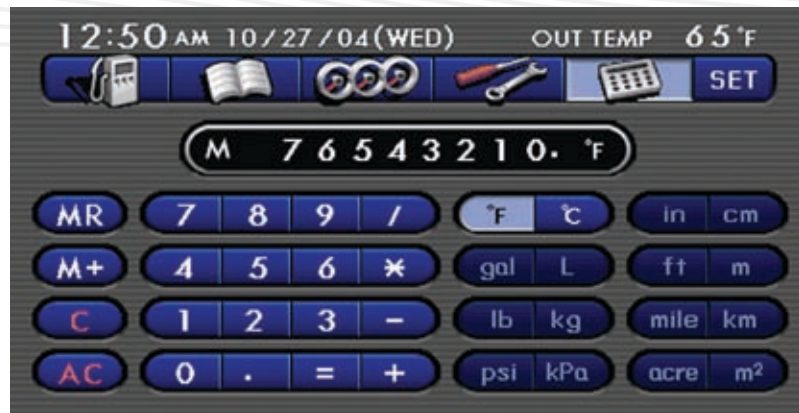 12:50 AM 10/27/04(WED) OUT TEMP 65°F
SET
M 76543210. °F
MR 7 8 9 / °F °C in cm
M+ 4 5 6 * gal L ft m
C 1 2 3 - lb kg mile km
AC 0 . = + psi kPa acre m²